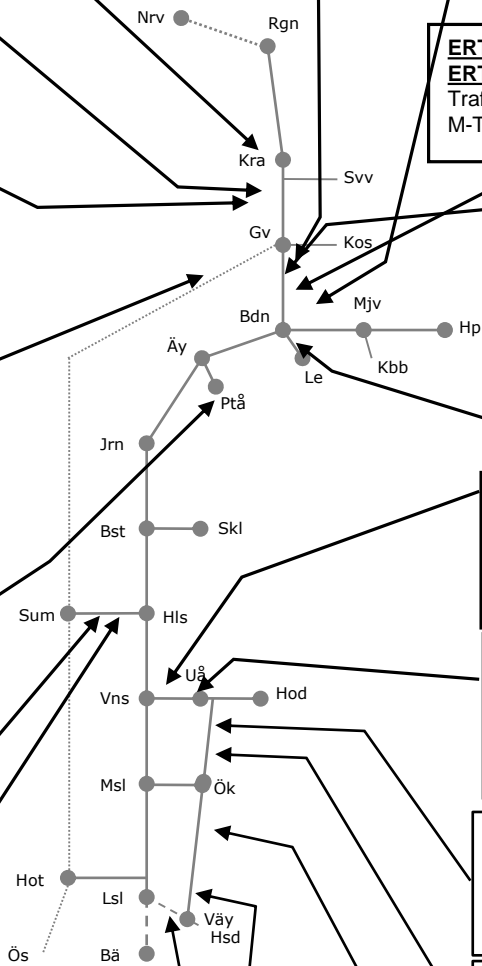 Nrv
Rgn
ERT
ERT
Traf
M-T
Kra
Svv
Gv
Kos
Mjv
Bdn
Hp
Äy
Le
Kbb
Ptå
Jrn
Bst
Skl
Sum
Hls
Uå
Vns
Hod
Msl
Ök
Hot
Lsl
Väy
Hsd
Ös
Bä